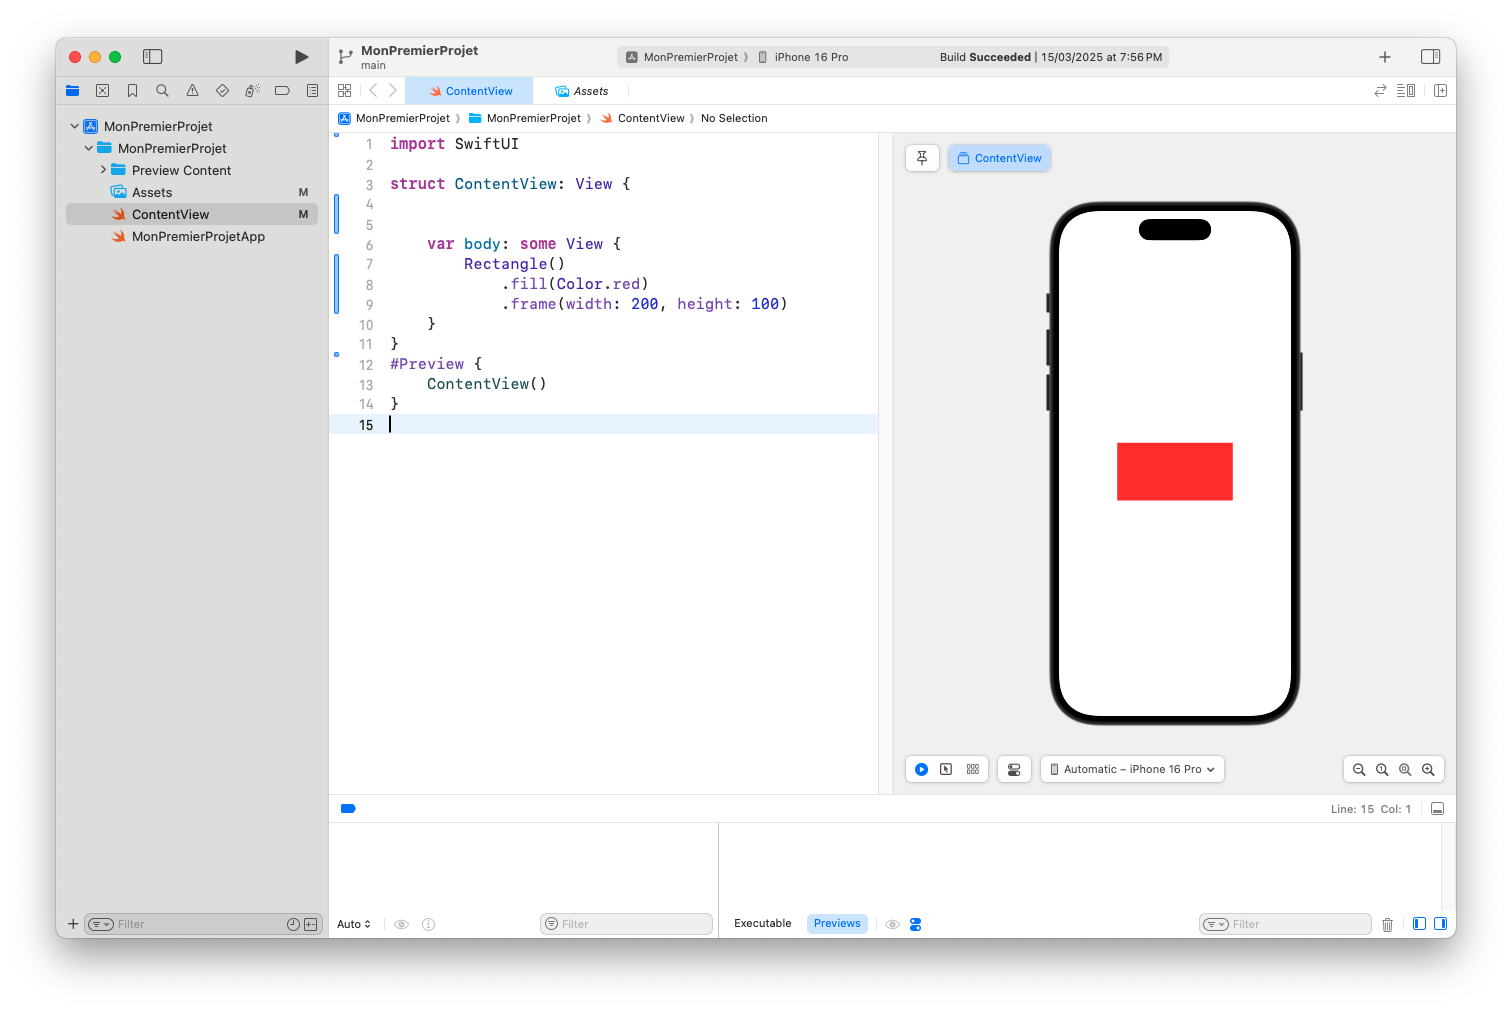 MonPremierProjet
main
MonPremierProjet 〉 iPhone 16 Pro
Build Succeeded | 15/03/2025 at 7:56 PM
ContentView
Assets
MonPremierProjet 〉 MonPremierProjet 〉 ContentView 〉 No Selection
MonPremierProjet
MonPremierProjet
Preview Content
Assets M
ContentView M
MonPremierProjetApp
1 import SwiftUI
2
3 struct ContentView: View {
4
5
6     var body: some View {
7         Rectangle()
8             .fill(Color.red)
9             .frame(width: 200, height: 100)
10     }
11 }
12 #Preview {
13     ContentView()
14 }
15
ContentView
Automatic – iPhone 16 Pro
Line: 15 Col: 1
Filter
Auto
Filter
Executable
Previews
Filter